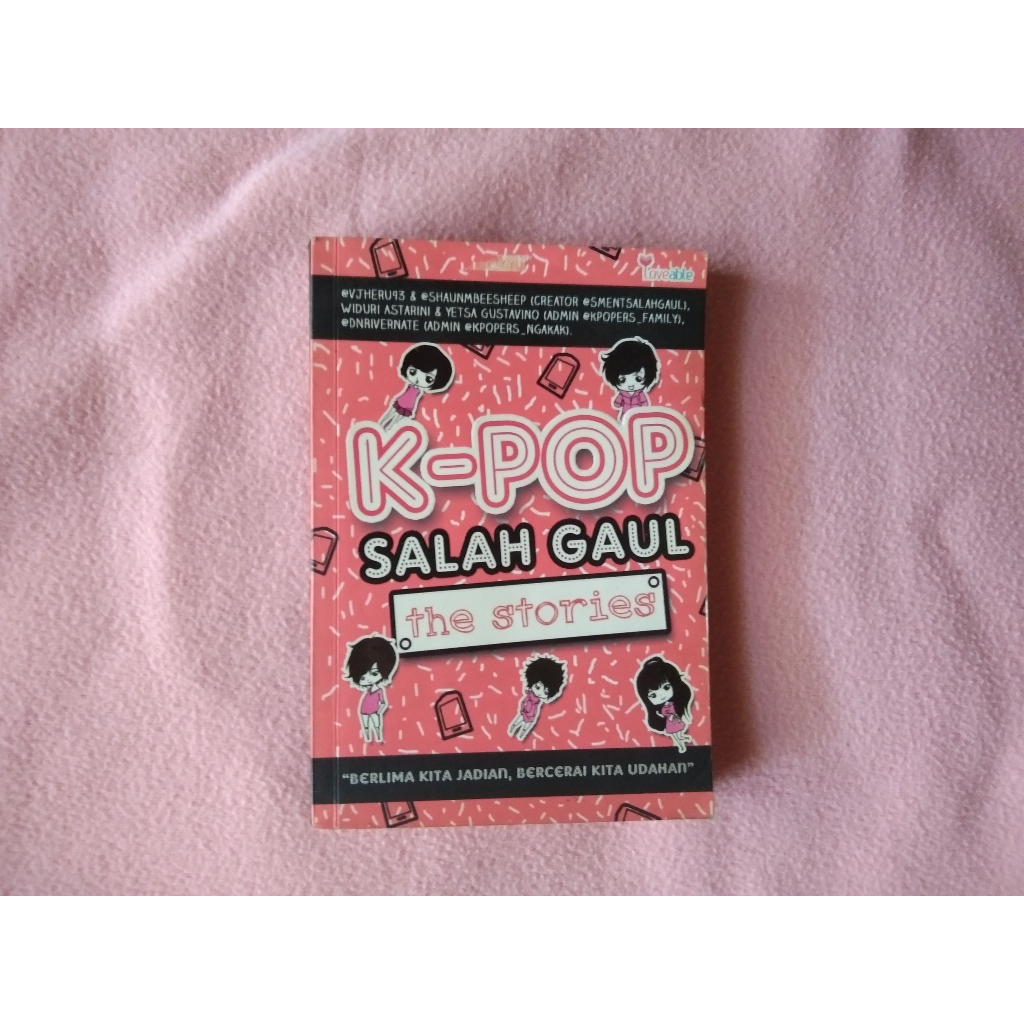 Loveable
@VJHERU93 & @SHAUNMBEESHEEP (CREATOR @SMENTSALAHGAUL),
WIDURI ASTARINI & YETSA GUSTAVINO (ADMIN @KPOPERS_FAMILY),
@DNRIVERNATE (ADMIN @KPOPERS_NGAKAK).
K-POP
SALAH GAUL
the stories
"BERLIMA KITA JADIAN, BERCERAI KITA UDAHAN"